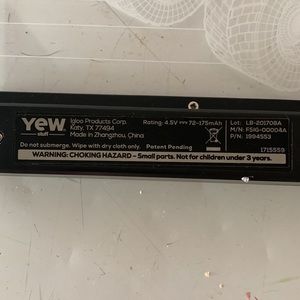 YEW
stuff
Igloo Products Corp.
Katy, TX 77494
Made in Zhangzhou, China
Rating: 4.5V ⎓ 72-175mAh
Lot: LB-201708A
M/N: FSIG-00004A
P/N: 1994553
Do not submerge. Wipe with dry cloth only. Patent Pending
1715559
WARNING: CHOKING HAZARD – Small parts. Not for children under 3 years.